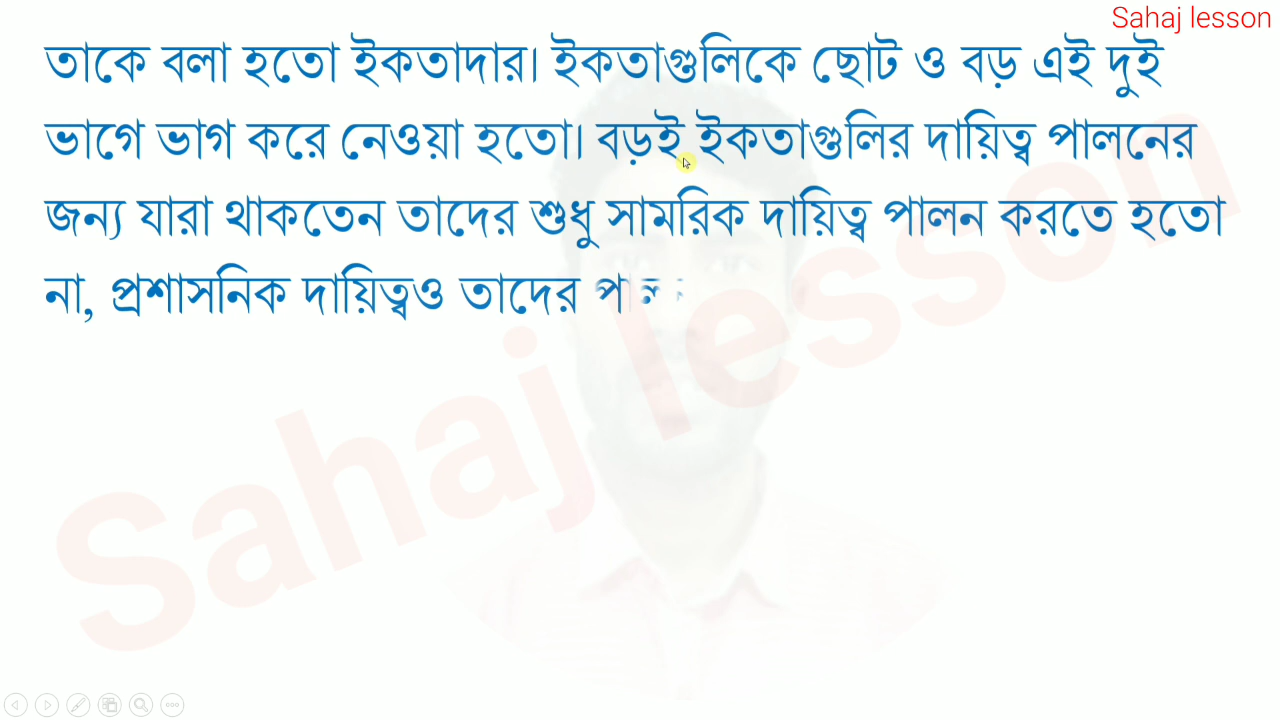 Sahaj lesson
তাকে বলা হতো ইকতাদার। ইকতাগুলিকে ছোট ও বড় এই দুই
ভাগে ভাগ করে নেওয়া হতো। বড়ই ইকতাগুলির দায়িত্ব পালনের
জন্য যারা থাকতেন তাদের শুধু সামরিক দায়িত্ব পালন করতে হতো
না, প্রশাসনিক দায়িত্বও তাদের পালন
Sahaj lesson